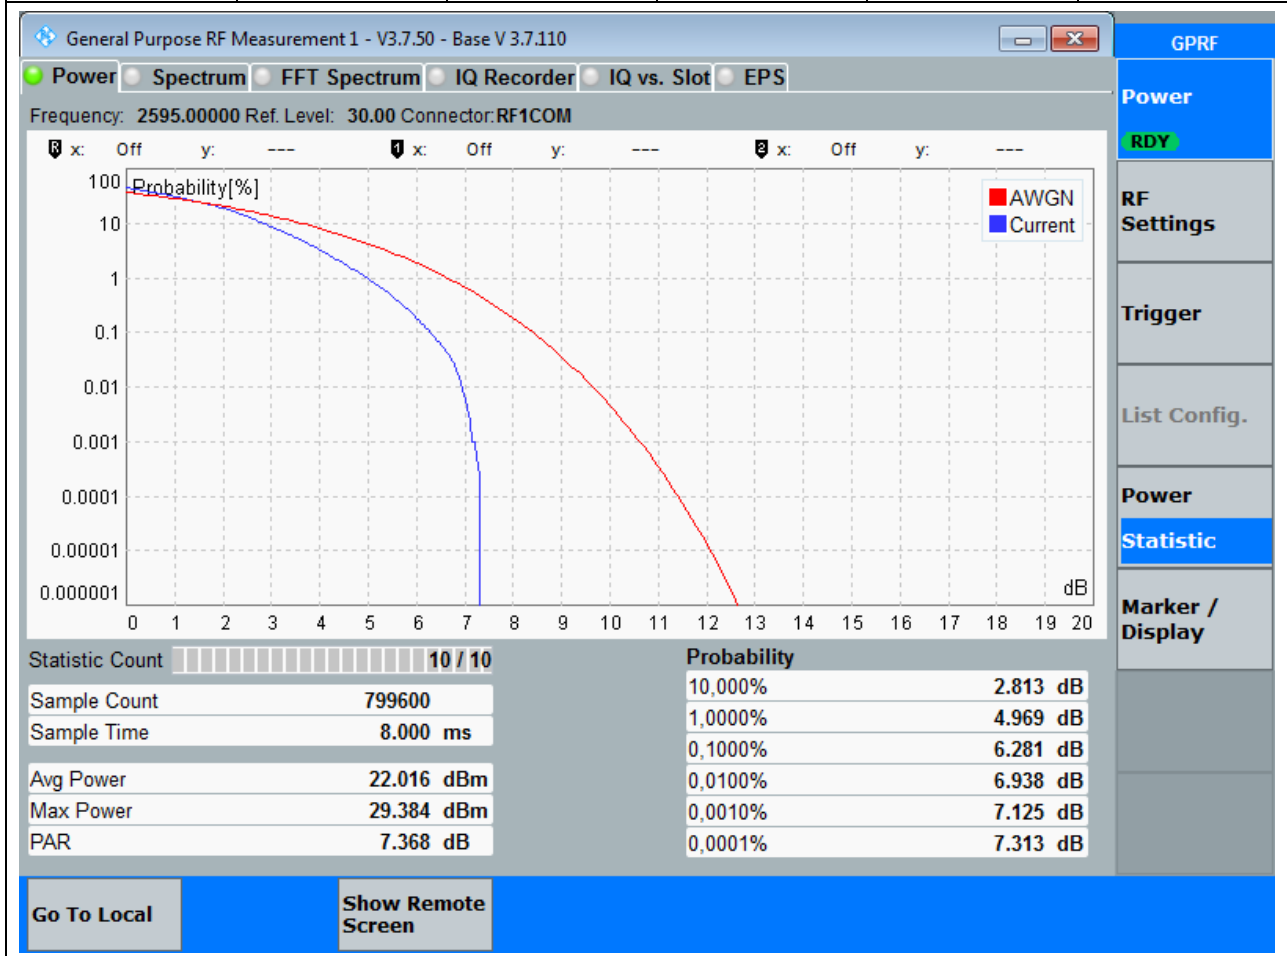 General Purpose RF Measurement 1 - V3.7.50 - Base V 3.7.110
GPRF
Power Spectrum FFT Spectrum IQ Recorder IQ vs. Slot EPS
Frequency: 2595.00000 Ref. Level: 30.00 Connector: RF1COM
R x: Off y: --- 1 x: Off y: --- 2 x: Off y: ---
Probability[%]
AWGN
Current
100
10
1
0.1
0.01
0.001
0.0001
0.00001
0.000001
dB
0 1 2 3 4 5 6 7 8 9 10 11 12 13 14 15 16 17 18 19 20
Statistic Count 10 / 10
Sample Count 799600
Sample Time 8.000 ms
Avg Power 22.016 dBm
Max Power 29.384 dBm
PAR 7.368 dB
Probability
10,000% 2.813 dB
1,0000% 4.969 dB
0,1000% 6.281 dB
0,0100% 6.938 dB
0,0010% 7.125 dB
0,0001% 7.313 dB
Power
RDY
RF
Settings
Trigger
List Config.
Power
Statistic
Marker /
Display
Go To Local
Show Remote
Screen